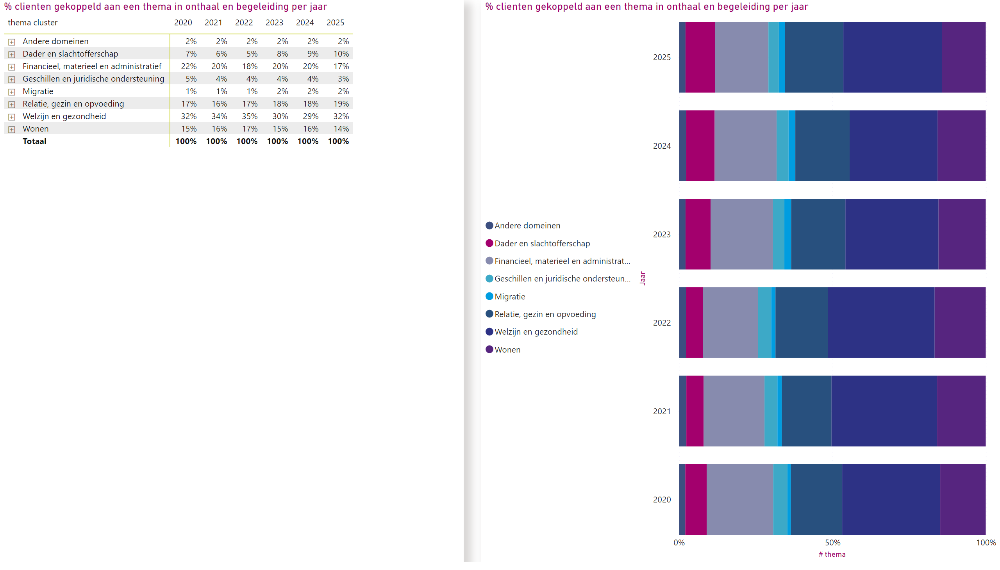 % clienten gekoppeld aan een thema in onthaal en begeleiding per jaar
thema cluster 2020 2021 2022 2023 2024 2025
Andere domeinen 2% 2% 2% 2% 2% 2%
Dader en slachtofferschap 7% 6% 5% 8% 9% 10%
Financieel, materieel en administratief 22% 20% 18% 20% 20% 17%
Geschillen en juridische ondersteuning 5% 4% 4% 4% 4% 3%
Migratie 1% 1% 1% 2% 2% 2%
Relatie, gezin en opvoeding 17% 16% 17% 18% 18% 19%
Welzijn en gezondheid 32% 34% 35% 30% 29% 32%
Wonen 15% 16% 17% 15% 16% 14%
Totaal 100% 100% 100% 100% 100% 100%
% clienten gekoppeld aan een thema in onthaal en begeleiding per jaar
Andere domeinen
Dader en slachtofferschap
Financieel, materieel en administrat...
Geschillen en juridische ondersteun...
Migratie
Relatie, gezin en opvoeding
Welzijn en gezondheid
Wonen
Jaar
2025
2024
2023
2022
2021
2020
0% 50% 100%
# thema